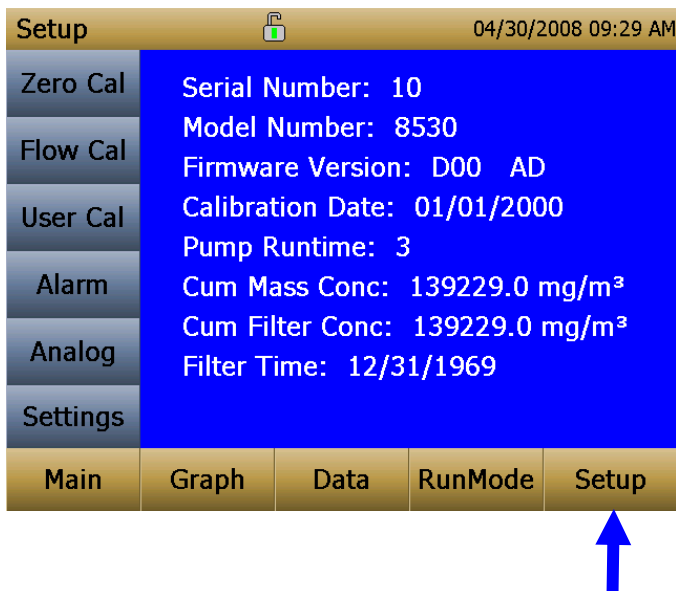 Setup 04/30/2008 09:29 AM
Zero Cal
Flow Cal
User Cal
Alarm
Analog
Settings
Serial Number: 10
Model Number: 8530
Firmware Version: D00 AD
Calibration Date: 01/01/2000
Pump Runtime: 3
Cum Mass Conc: 139229.0 mg/m³
Cum Filter Conc: 139229.0 mg/m³
Filter Time: 12/31/1969
Main Graph Data RunMode Setup